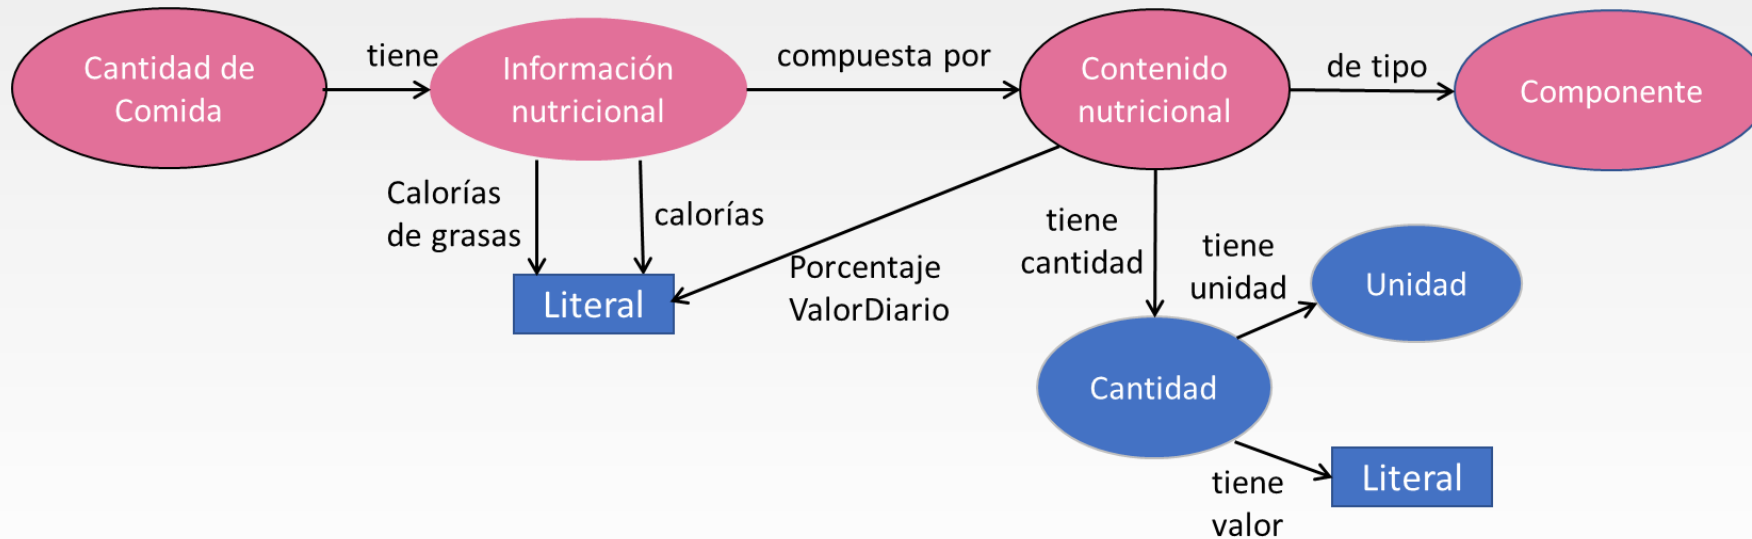 Cantidad de
Comida
tiene
Información
nutricional
compuesta por
Contenido
nutricional
de tipo
Componente
Calorías
de grasas
calorías
Literal
Porcentaje
ValorDiario
tiene
cantidad
tiene
unidad
Unidad
Cantidad
tiene
valor
Literal